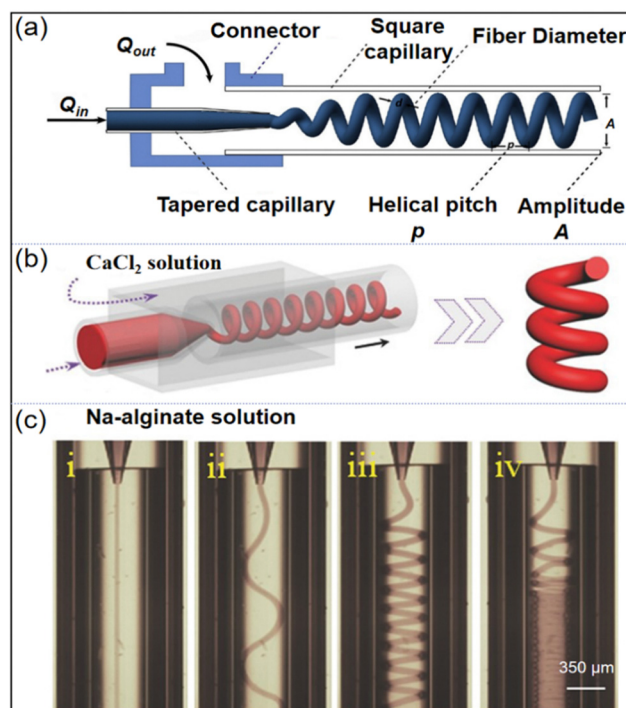 (a)
Connector
Square
capillary
Fiber Diameter
Qout
Qin
d
A
p
Tapered capillary
Helical pitch
p
Amplitude
A
(b)
CaCl2 solution
(c)
Na-alginate solution
i
ii
iii
iv
350 µm